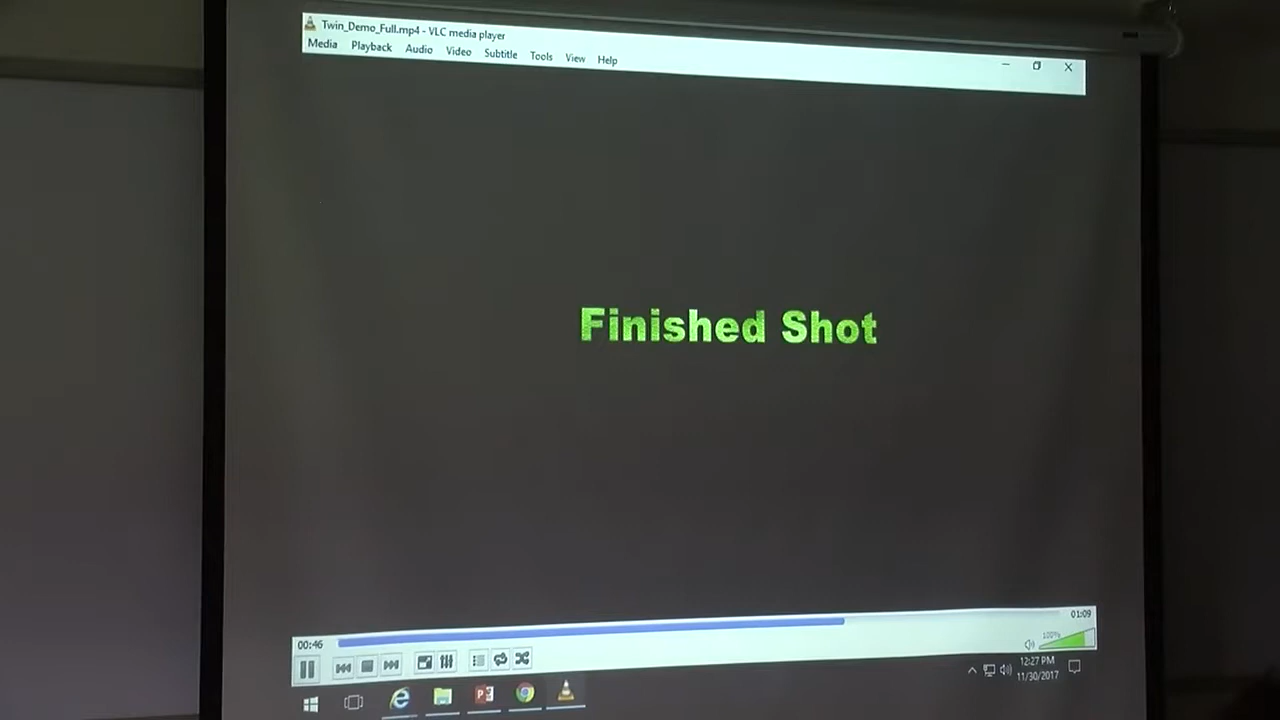 Twin_Demo_Full.mp4 - VLC media player
Media Playback Audio Video Subtitle Tools View Help
Finished Shot
00:46
01:09
100%
12:27 PM
11/30/2017